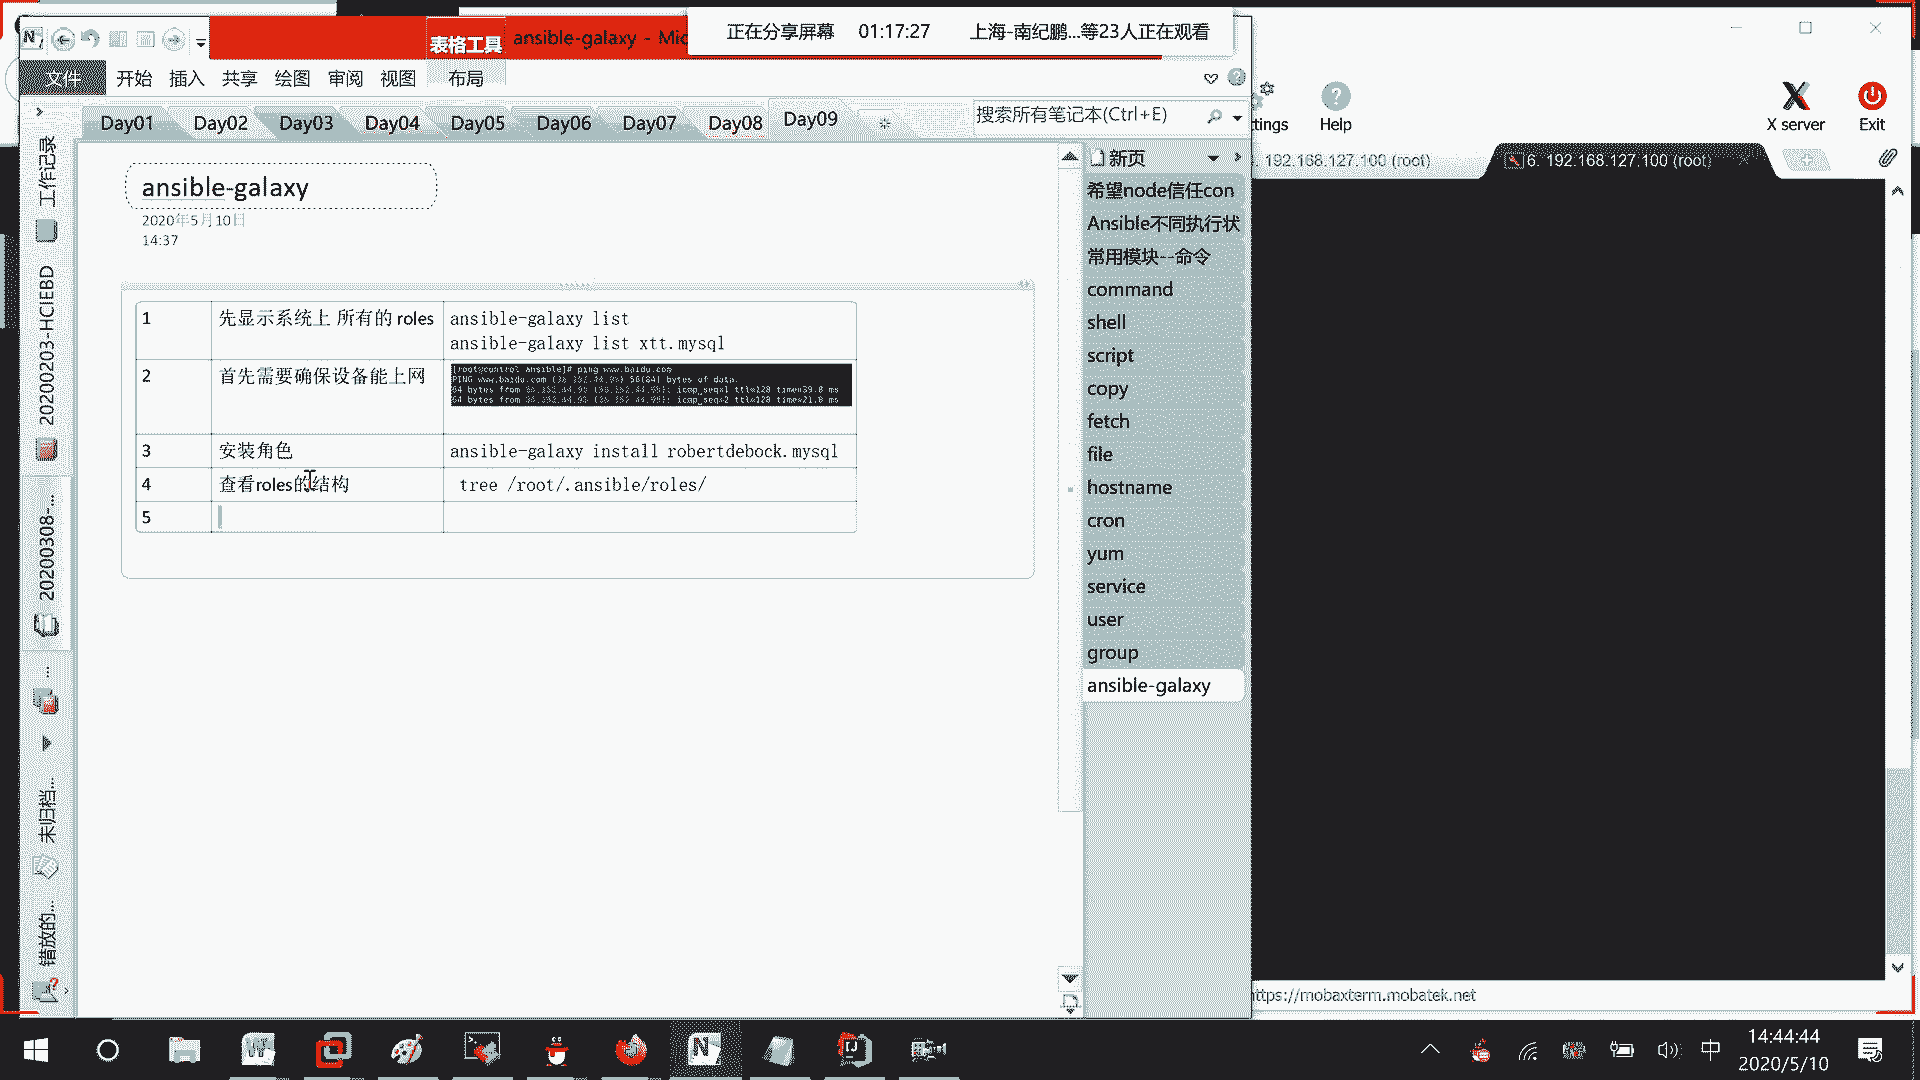 正在分享屏幕 01:17:27 上海-南纪鹏...等23人正在观看
表格工具 ansible-galaxy - Mic
文件 开始 插入 共享 绘图 审阅 视图 布局
Day01 Day02 Day03 Day04 Day05 Day06 Day07 Day08 Day09
搜索所有笔记本(Ctrl+E)
tings Help X server Exit
192.168.127.100 (root)
6. 192.168.127.100 (root)
工作记录
20200203-HCIEBD
20200308-...
未归档...
错放的...
ansible-galaxy
2020年5月10日
14:37
1 先显示系统上 所有的 roles ansible-galaxy list
ansible-galaxy list xtt.mysql
2 首先需要确保设备能上网
[root@control ansible]# ping www.baidu.com
3 安装角色 ansible-galaxy install robertdebock.mysql
4 查看roles的结构 tree /root/.ansible/roles/
5
新页
希望node信任con
Ansible不同执行状
常用模块--命令
command
shell
script
copy
fetch
file
hostname
cron
yum
service
user
group
ansible-galaxy
https://mobaxterm.mobatek.net
中
14:44:44
2020/5/10